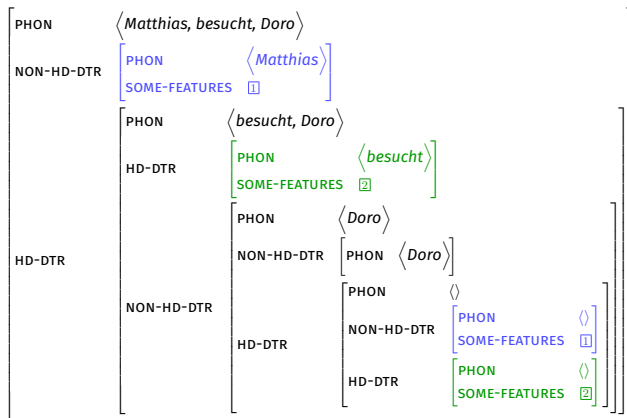 PHON ⟨Matthias, besucht, Doro⟩
NON-HD-DTR [PHON ⟨Matthias⟩
SOME-FEATURES 1]
PHON ⟨besucht, Doro⟩
HD-DTR [PHON ⟨besucht⟩
SOME-FEATURES 2]
PHON ⟨Doro⟩
NON-HD-DTR [PHON ⟨Doro⟩]
HD-DTR
NON-HD-DTR
PHON ⟨⟩
NON-HD-DTR [PHON ⟨⟩
SOME-FEATURES 1]
HD-DTR
HD-DTR [PHON ⟨⟩
SOME-FEATURES 2]